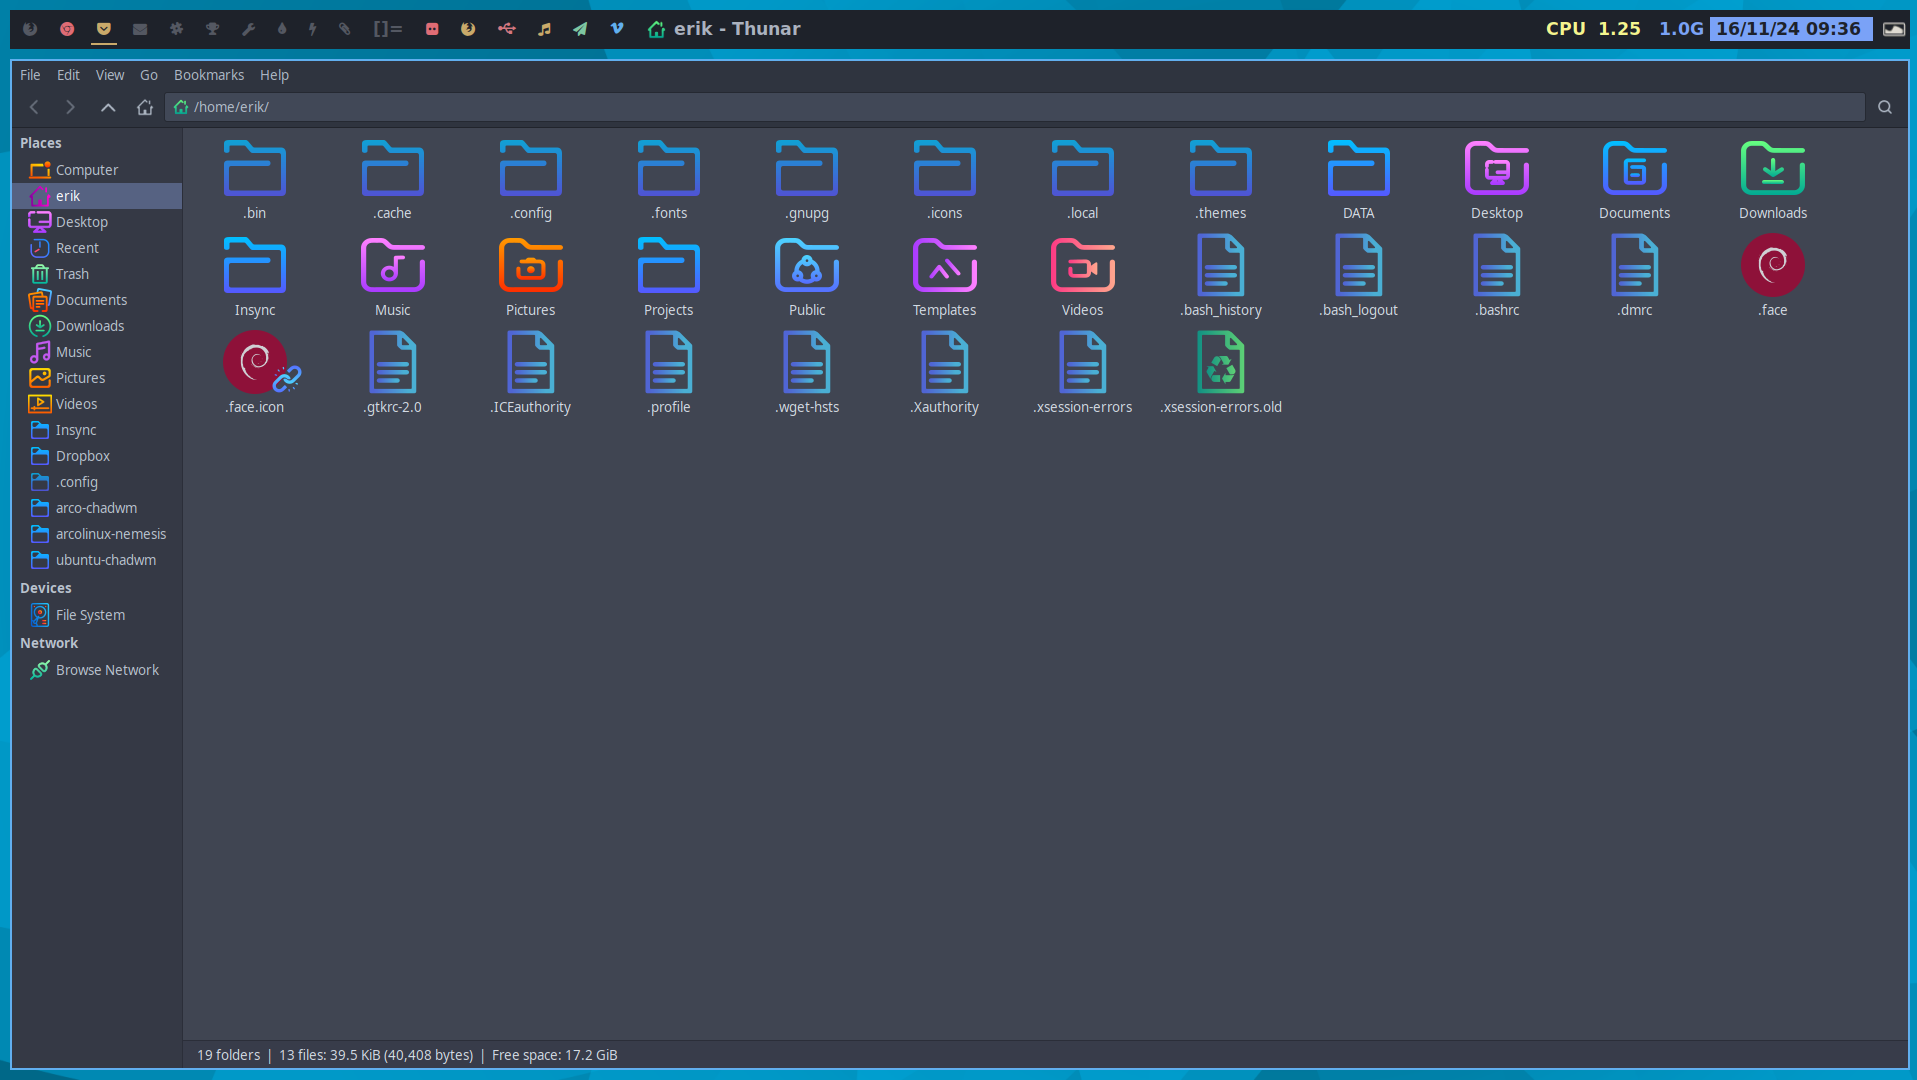 []= erik - Thunar CPU 1.25 1.0G 16/11/24 09:36
File Edit View Go Bookmarks Help
/home/erik/
Places
Computer
erik
Desktop
Recent
Trash
Documents
Downloads
Music
Pictures
Videos
Insync
Dropbox
.config
arco-chadwm
arcolinux-nemesis
ubuntu-chadwm
Devices
File System
Network
Browse Network
.bin .cache .config .fonts .gnupg .icons .local .themes DATA Desktop Documents Downloads
Insync Music Pictures Projects Public Templates Videos .bash_history .bash_logout .bashrc .dmrc .face
.face.icon .gtkrc-2.0 .ICEauthority .profile .wget-hsts .Xauthority .xsession-errors .xsession-errors.old
19 folders | 13 files: 39.5 KiB (40,408 bytes) | Free space: 17.2 GiB